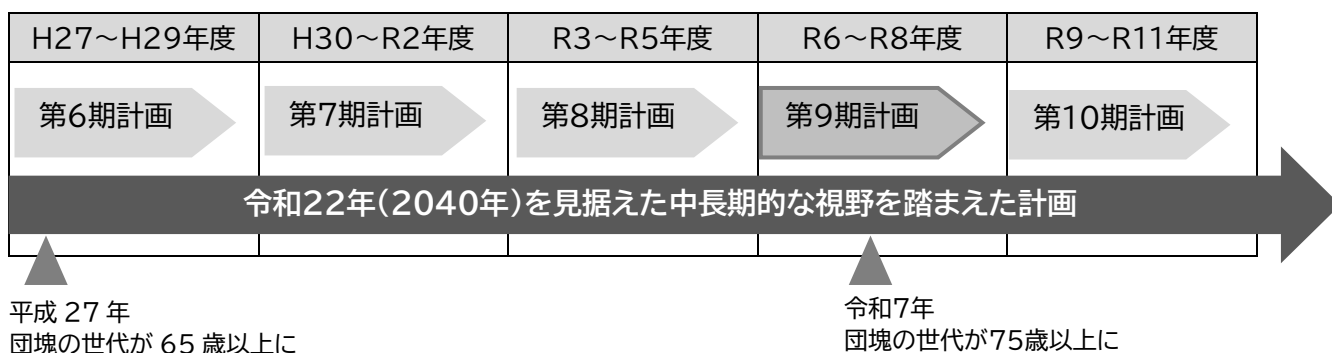 H27～H29年度
H30～R2年度
R3～R5年度
R6～R8年度
R9～R11年度
第6期計画
第7期計画
第8期計画
第9期計画
第10期計画
令和22年(2040年)を見据えた中長期的な視野を踏まえた計画
平成 27 年
団塊の世代が 65 歳以上に
令和7年
団塊の世代が75歳以上に